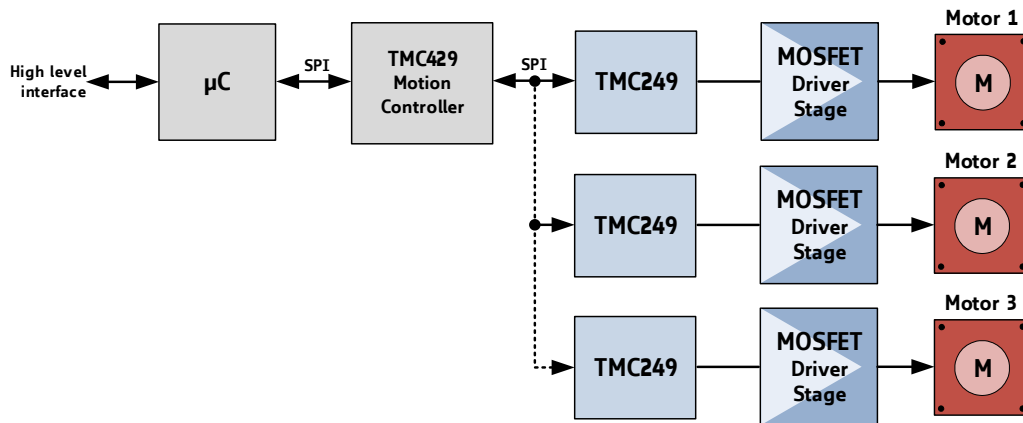 High level
interface
µC
SPI
TMC429
Motion
Controller
SPI
TMC249
MOSFET
Driver
Stage
Motor 1
M
TMC249
MOSFET
Driver
Stage
Motor 2
M
TMC249
MOSFET
Driver
Stage
Motor 3
M